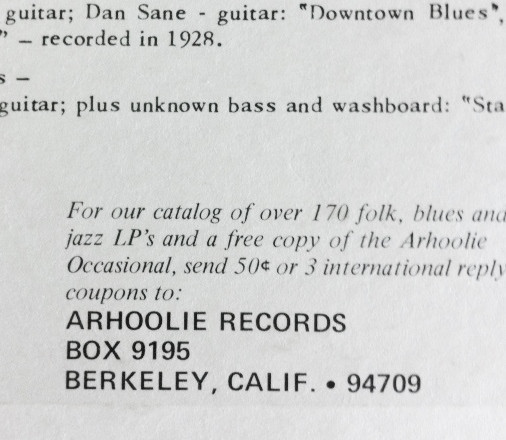 guitar; Dan Sane - guitar: "Downtown Blues",
" — recorded in 1928.
s —
guitar; plus unknown bass and washboard: "Sta
For our catalog of over 170 folk, blues and
jazz LP's and a free copy of the Arhoolie
Occasional, send 50¢ or 3 international reply
coupons to:
ARHOOLIE RECORDS
BOX 9195
BERKELEY, CALIF. • 94709